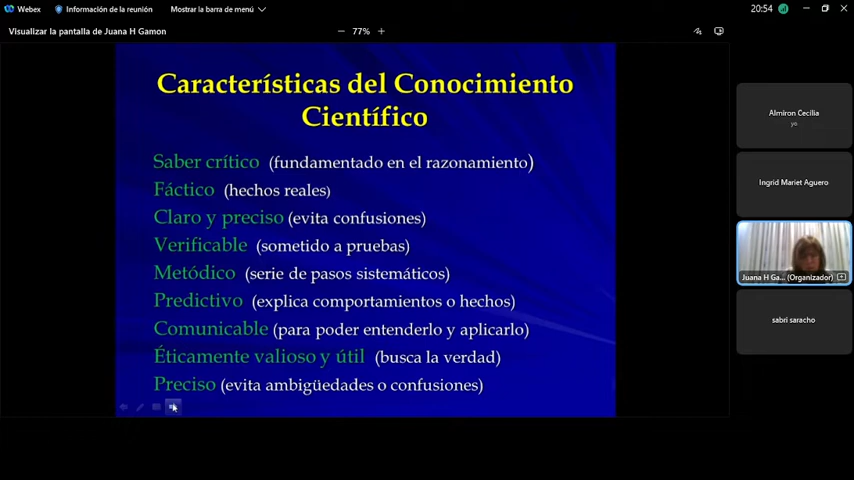 Webex
Información de la reunión
Mostrar la barra de menú
20:54
Visualizar la pantalla de Juana H Gamon
77%
Características del Conocimiento
Científico
Saber crítico (fundamentado en el razonamiento)
Fáctico (hechos reales)
Claro y preciso (evita confusiones)
Verificable (sometido a pruebas)
Metódico (serie de pasos sistemáticos)
Predictivo (explica comportamientos o hechos)
Comunicable (para poder entenderlo y aplicarlo)
Éticamente valioso y útil (busca la verdad)
Preciso (evita ambigüedades o confusiones)
Almiron Cecilia
yo
Ingrid Mariet Aguero
Juana H Ga... (Organizador)
sabri saracho